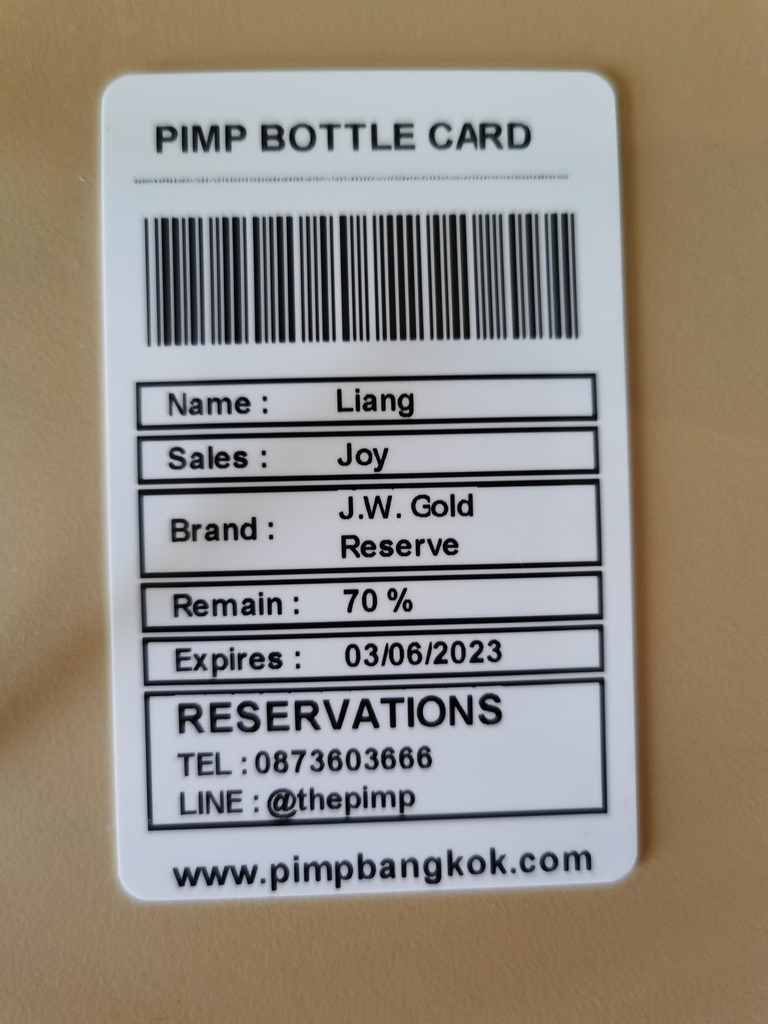 PIMP BOTTLE CARD
Name : Liang
Sales : Joy
Brand : J.W. Gold
Reserve
Remain : 70 %
Expires : 03/06/2023
RESERVATIONS
TEL : 0873603666
LINE : @thepimp
www.pimpbangkok.com